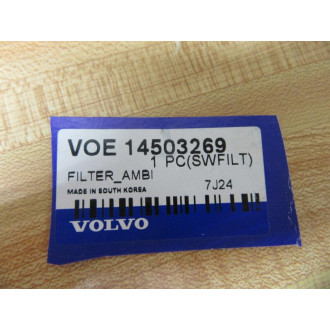 VOE 14503269
1 PC(SWFILT)
FILTER_AMBI
MADE IN SOUTH KOREA 7J24
VOLVO